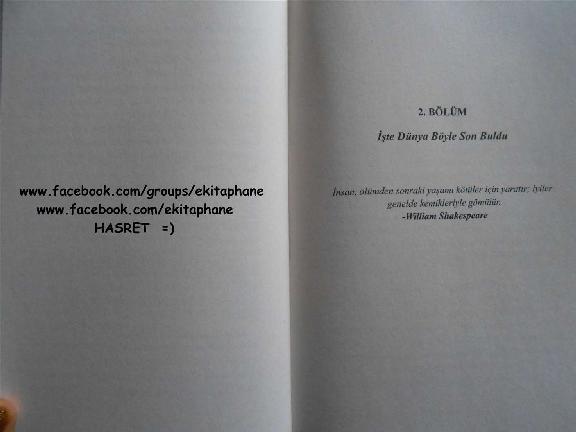 www.facebook.com/groups/ekitaphane
www.facebook.com/ekitaphane
HASRET =)
2. BÖLÜM
İşte Dünya Böyle Son Buldu
İnsan, ölümden sonraki yaşamı kötüler için yaratır; iyiler
genelde kemikleriyle gömülür.
-William Shakespeare